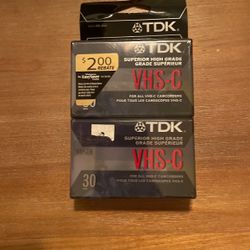 TDK
$2.00
REBATE
SUPERIOR HIGH GRADE
GRADE SUPÉRIEUR
VHS-C
FOR ALL VHS-C CAMCORDERS
POUR TOUS LES CAMESCOPES VHS-C
TDK
SUPERIOR HIGH GRADE
GRADE SUPÉRIEUR
VHS-C
30
FOR ALL VHS-C CAMCORDERS
POUR TOUS LES CAMESCOPES VHS-C